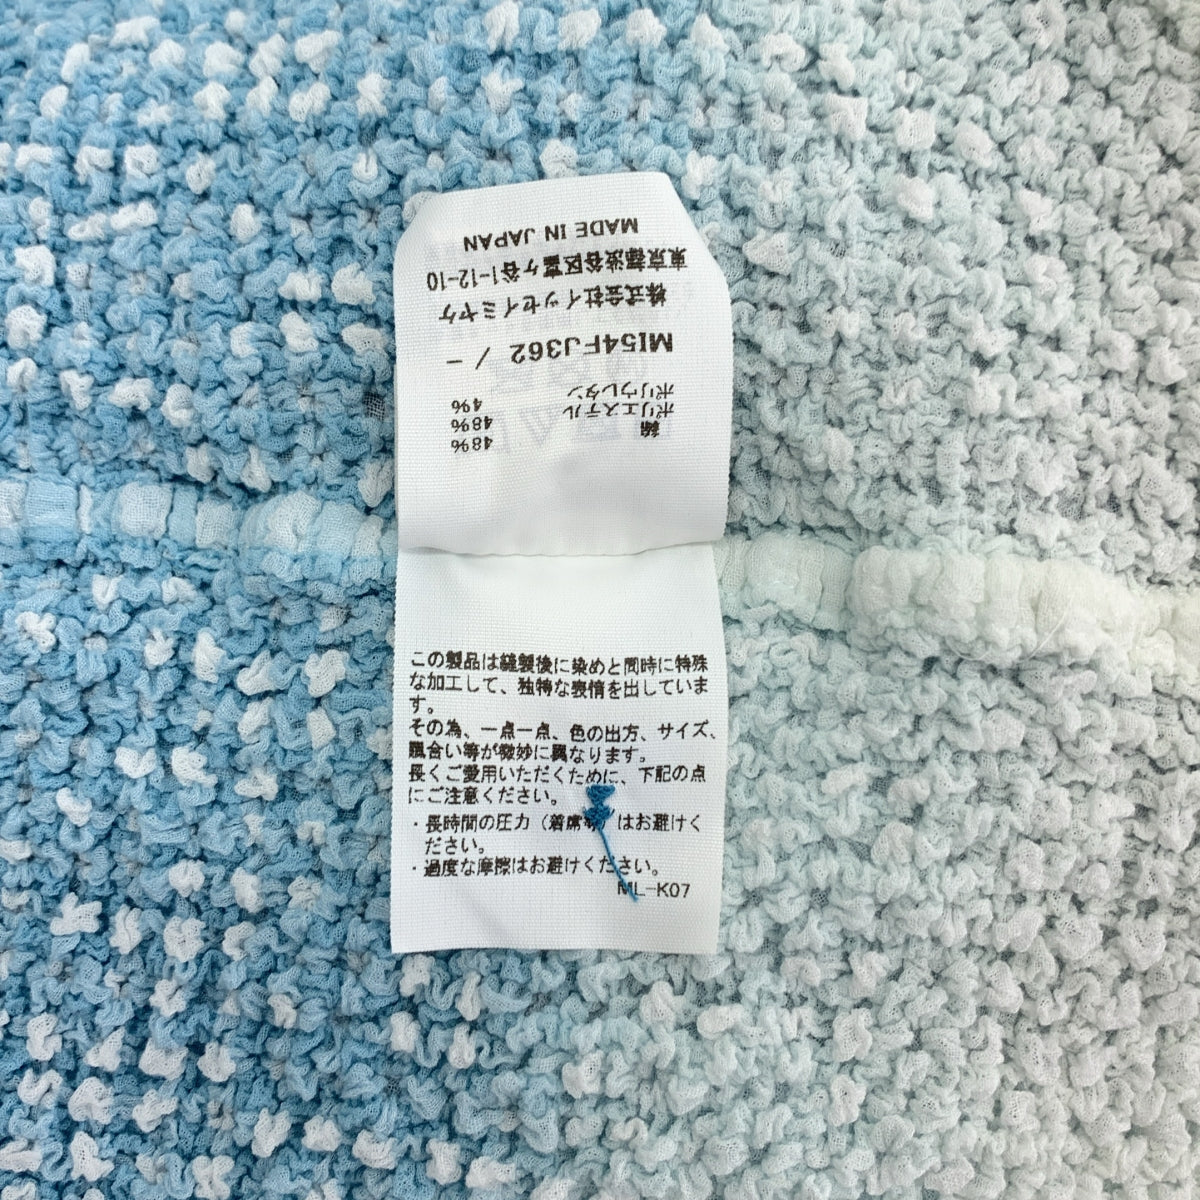 綿 48%
ポリエステル 48%
ポリウレタン 4%
MI54FJ362 / -
株式会社イッセイミヤケ
東京都渋谷区富ヶ谷1-12-10
MADE IN JAPAN
この製品は縫製後に染めと同時に特殊
な加工して、独特な表情を出していま
す。
その為、一点一点、色の出方、サイズ、
風合い等が微妙に異なります。
長くご愛用いただくために、下記の点
にご注意ください。
・長時間の圧力(着席等)はお避けく
ださい。
・過度な摩擦はお避けください。
ML-K07